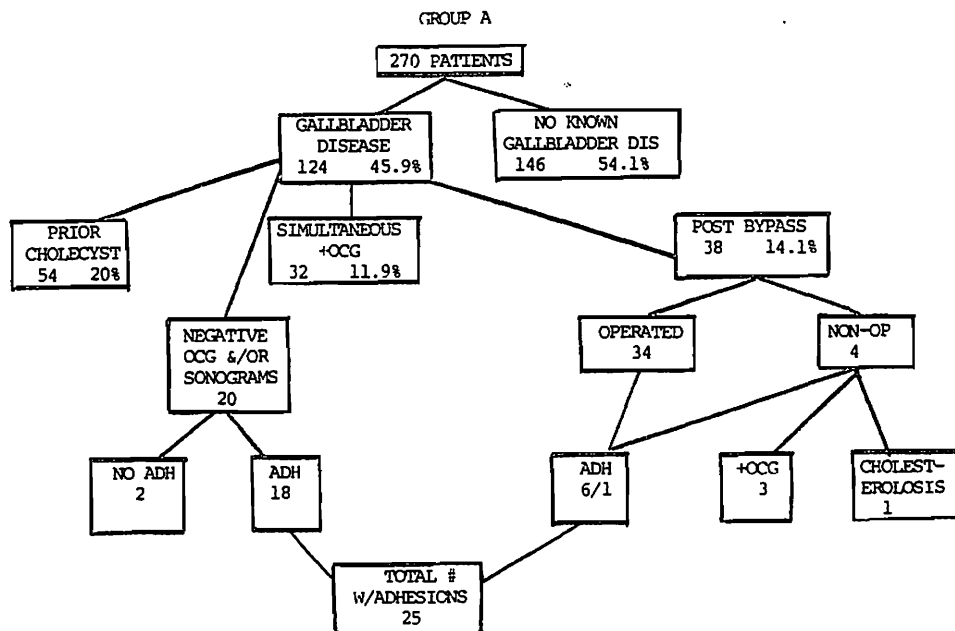 GROUP A
270 PATIENTS
GALLBLADDER
DISEASE
124 45.9%
NO KNOWN
GALLBLADDER DIS
146 54.1%
PRIOR
CHOLECYST
54 20%
SIMULTANEOUS
+OCG
32 11.9%
POST BYPASS
38 14.1%
NEGATIVE
OCG &/OR
SONOGRAMS
20
OPERATED
34
NON-OP
4
NO ADH
2
ADH
18
ADH
6/1
+OCG
3
CHOLEST-
EROLOSIS
1
TOTAL #
W/ADHESIONS
25